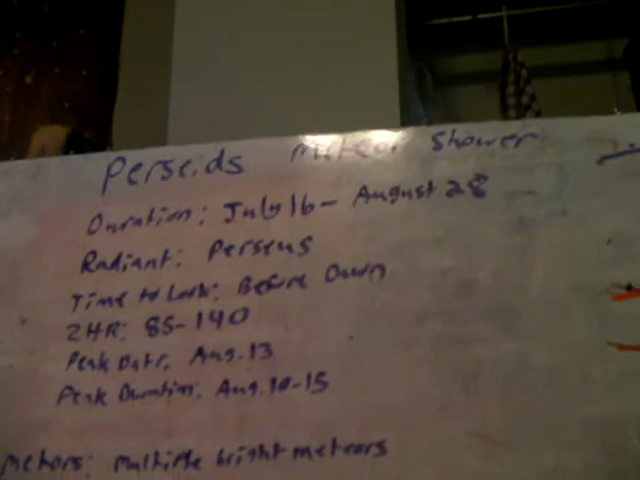 Perseids Meteor Shower
Duration: July 16 - August 28
Radiant: Perseus
Time to Look: Before Dawn
ZHR: 85-140
Peak Date: Aug. 13
Peak Duration: Aug. 10-15
Meteors: Multiple bright meteors